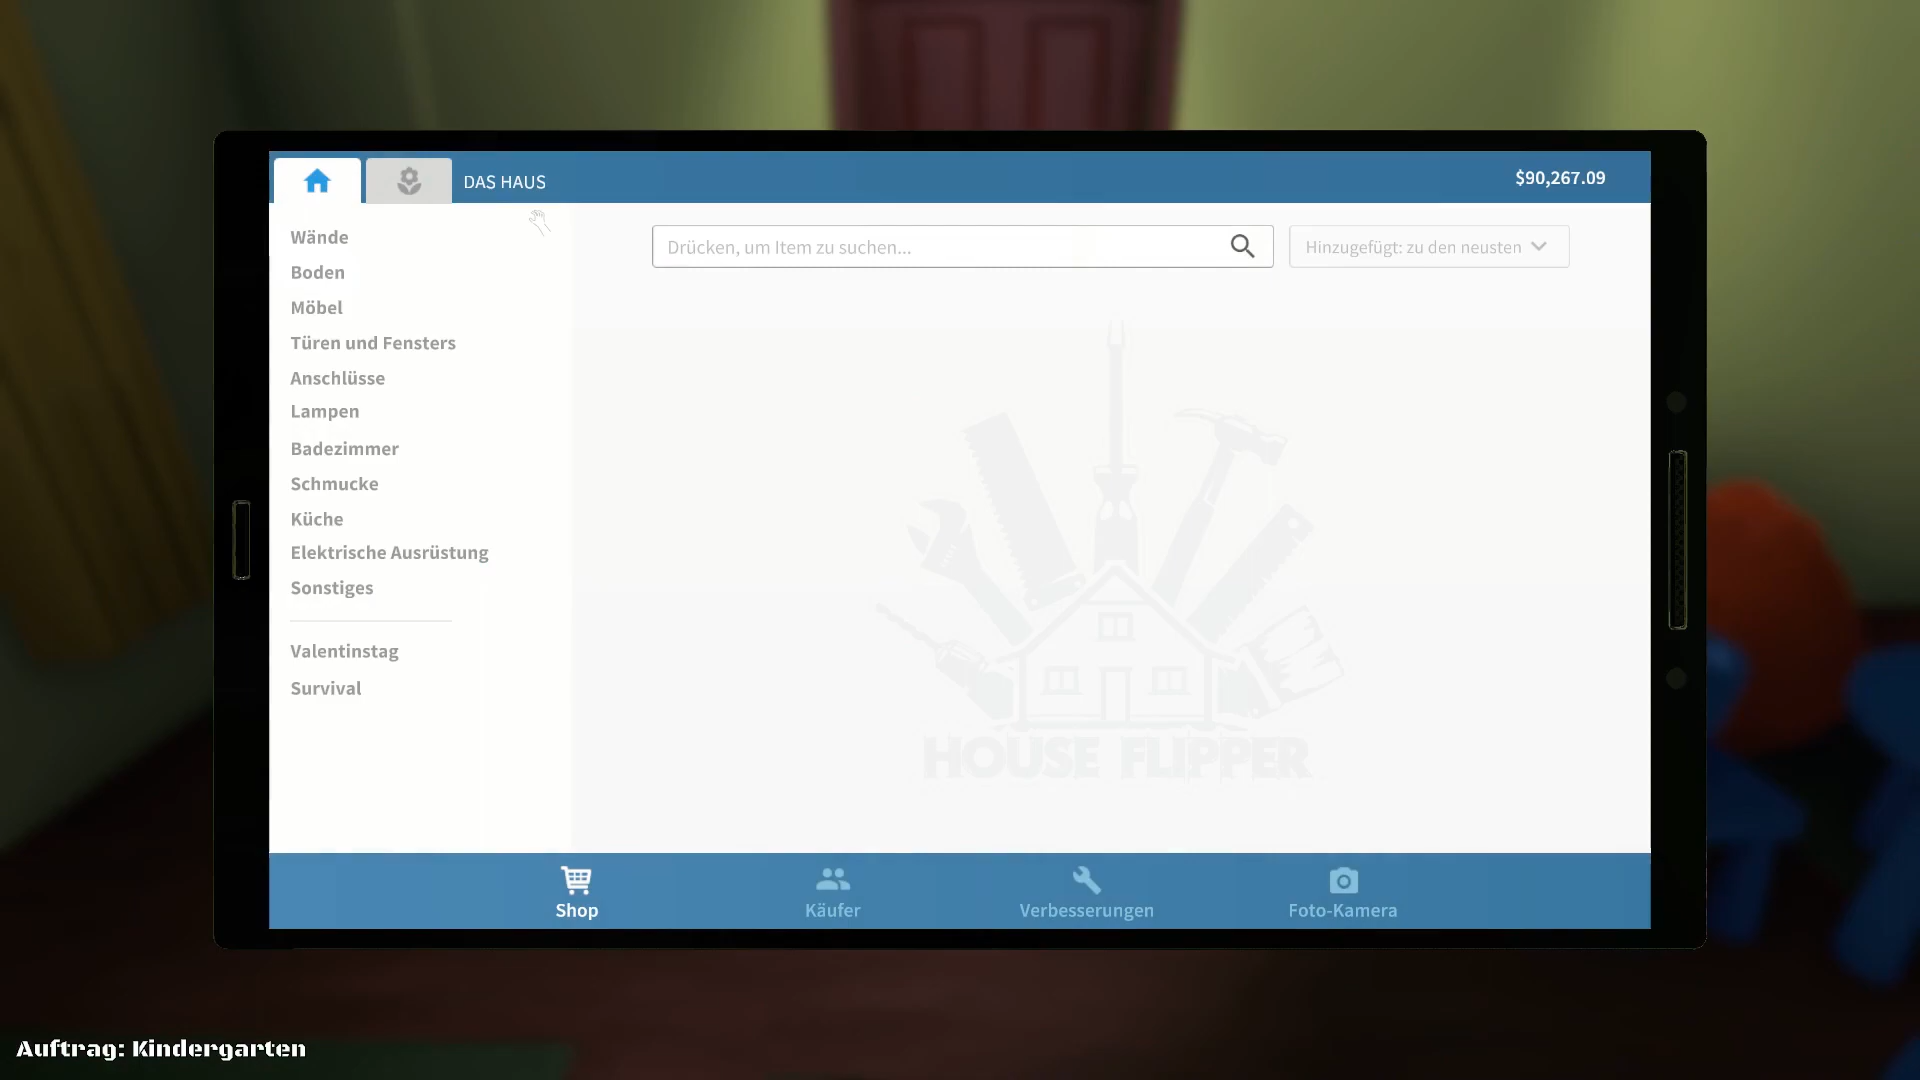 DAS HAUS
$90,267.09
Wände
Boden
Möbel
Türen und Fensters
Anschlüsse
Lampen
Badezimmer
Schmucke
Küche
Elektrische Ausrüstung
Sonstiges
Valentinstag
Survival
Drücken, um Item zu suchen...
Hinzugefügt: zu den neusten
HOUSE FLIPPER
Shop
Käufer
Verbesserungen
Foto-Kamera
Auftrag: Kindergarten